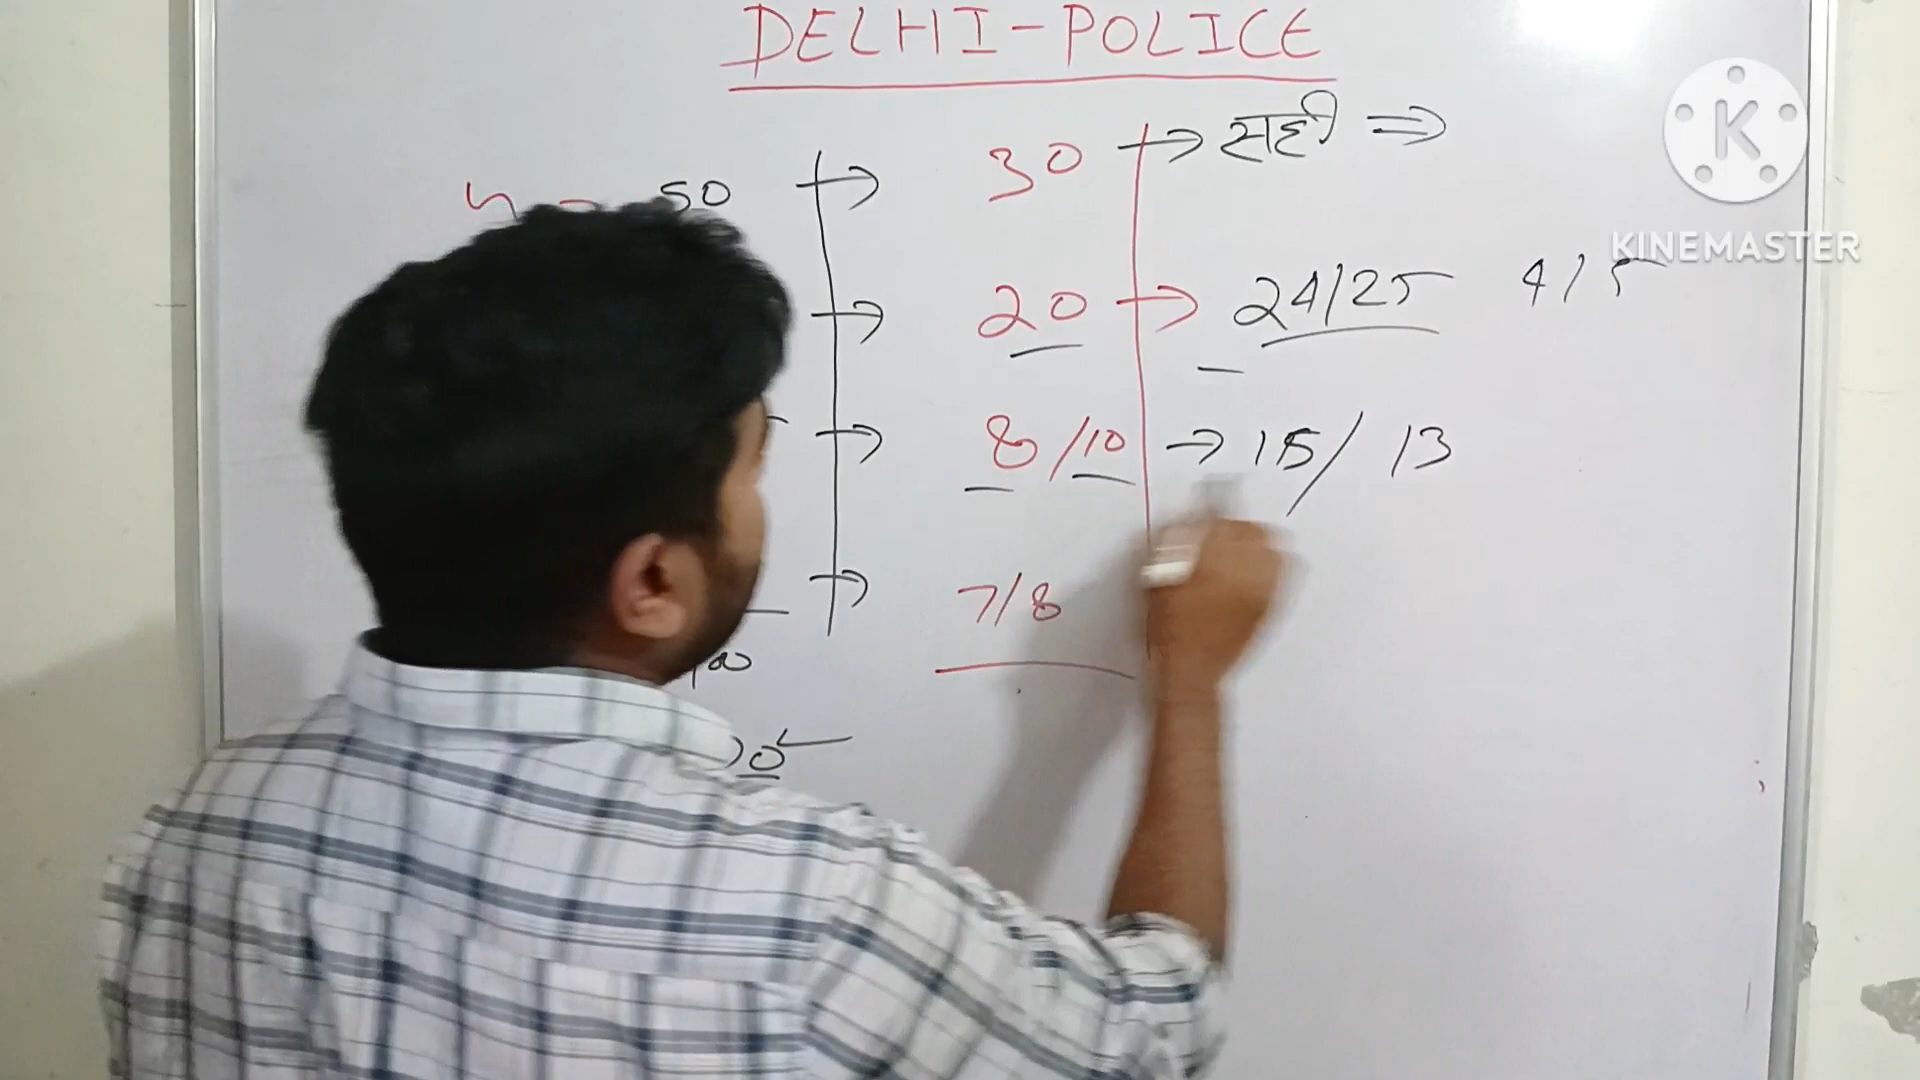 DELHI-POLICE
50 → 30 → सही ⇒
K
KINEMASTER
→ 20 → 24/25 4/5
→ 8/10 → 15/13
→ 7/8